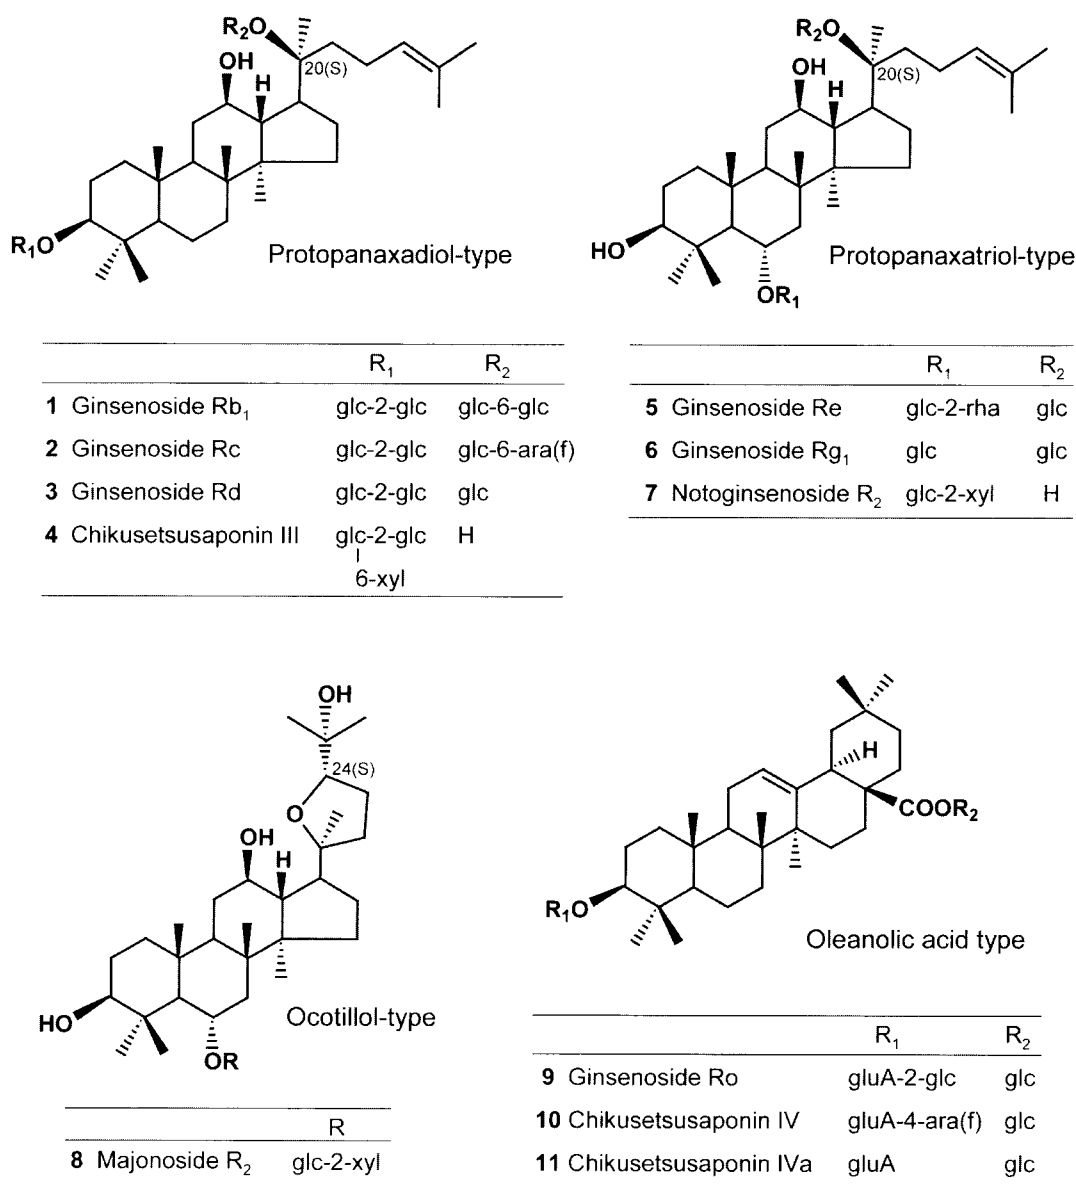 R₂O
OH
20(S)
H
R₁O
Protopanaxadiol-type
R₁ R₂
1 Ginsenoside Rb₁ glc-2-glc glc-6-glc
2 Ginsenoside Rc glc-2-glc glc-6-ara(f)
3 Ginsenoside Rd glc-2-glc glc
4 Chikusetsusaponin III glc-2-glc H
6-xyl
R₂O
OH
20(S)
H
HO
OR₁
Protopanaxatriol-type
R₁ R₂
5 Ginsenoside Re glc-2-rha glc
6 Ginsenoside Rg₁ glc glc
7 Notoginsenoside R₂ glc-2-xyl H
OH
24(S)
O
OH
H
HO
OR
Ocotillol-type
R
8 Majonoside R₂ glc-2-xyl
H
COOR₂
R₁O
Oleanolic acid type
R₁ R₂
9 Ginsenoside Ro gluA-2-glc glc
10 Chikusetsusaponin IV gluA-4-ara(f) glc
11 Chikusetsusaponin IVa gluA glc